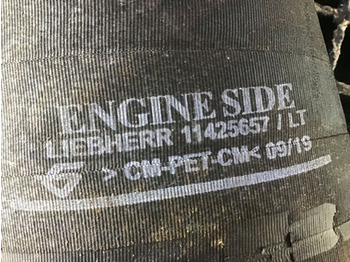 ENGINE SIDE
LIEBHERR 11425657 / LT
> CM-PET-CM< 09/19